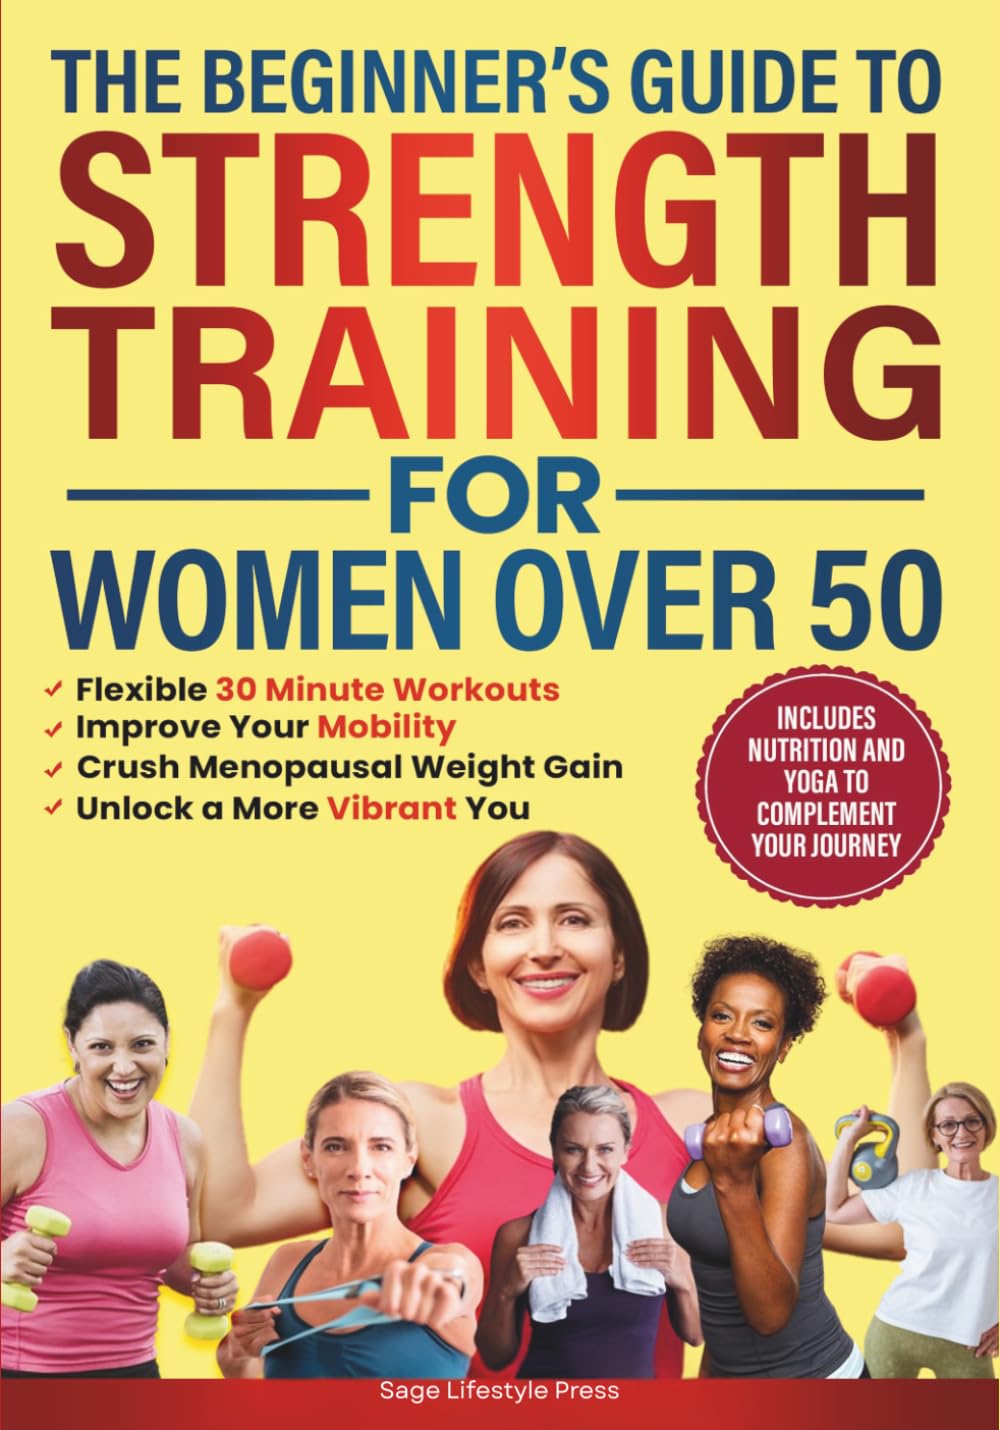 THE BEGINNER'S GUIDE TO
STRENGTH
TRAINING
FOR
WOMEN OVER 50
Flexible 30 Minute Workouts
Improve Your Mobility
Crush Menopausal Weight Gain
Unlock a More Vibrant You
INCLUDES
NUTRITION AND
YOGA TO
COMPLEMENT
YOUR JOURNEY
Sage Lifestyle Press